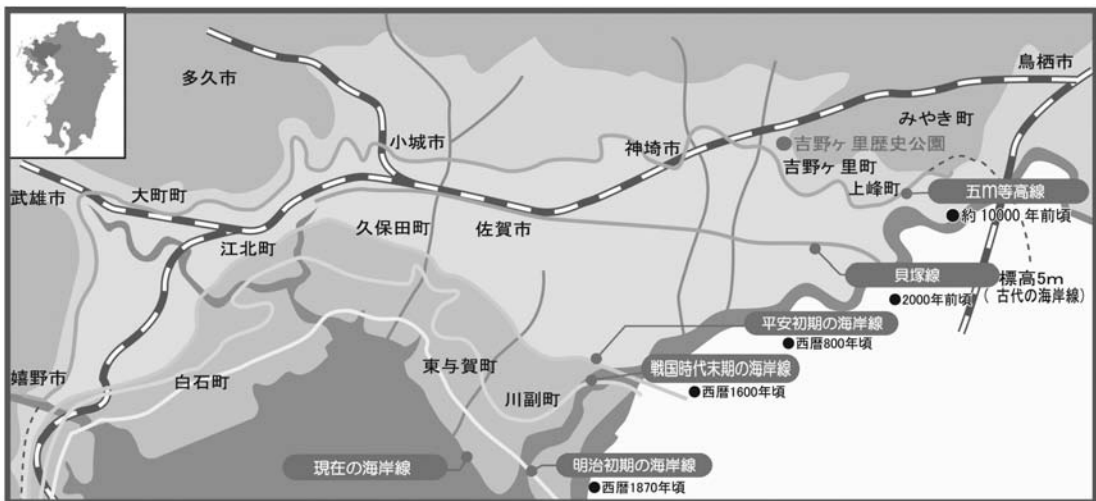 鳥栖市
多久市
みやき町
小城市
神埼市
吉野ヶ里歴史公園
吉野ヶ里町
上峰町
武雄市
大町町
五m等高線
●約10000年前頃
久保田町
佐賀市
江北町
貝塚線
●2000年前頃
標高5m
(古代の海岸線)
平安初期の海岸線
●西暦800年頃
嬉野市
白石町
東与賀町
戦国時代末期の海岸線
●西暦1600年頃
川副町
現在の海岸線
明治初期の海岸線
●西暦1870年頃